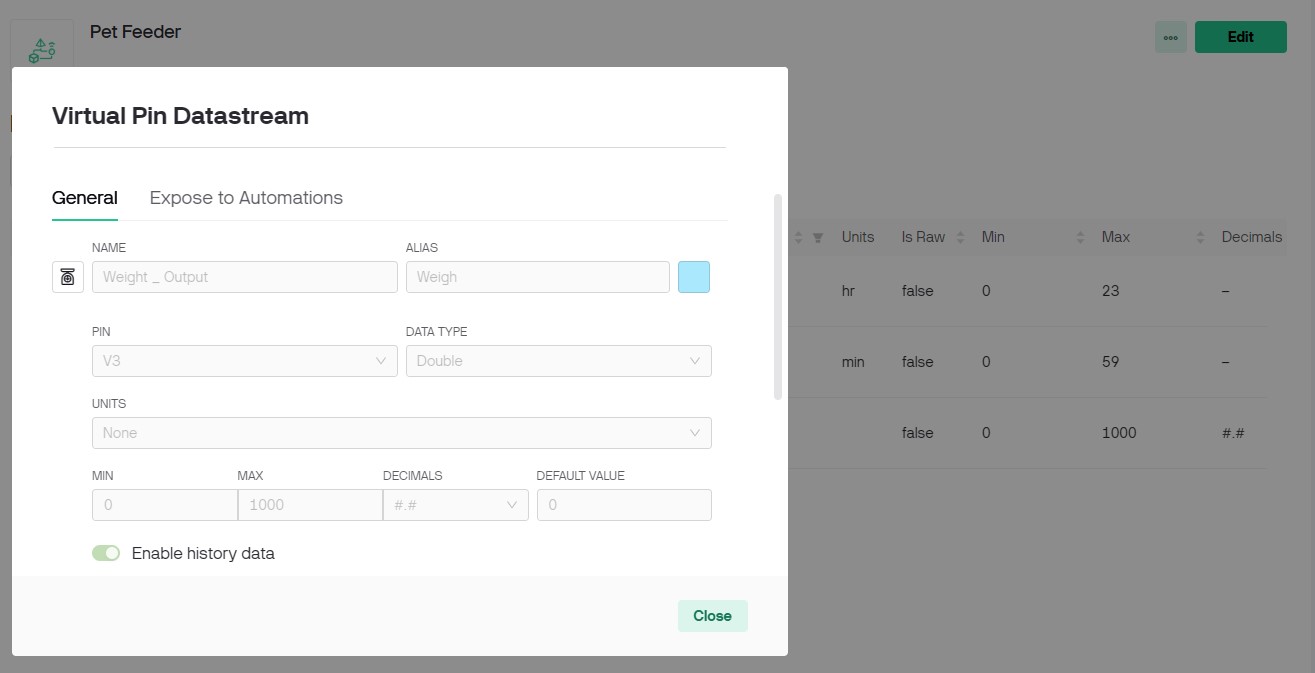 Pet Feeder
ooo Edit
Virtual Pin Datastream
General Expose to Automations
Units Is Raw Min Max Decimals
NAME ALIAS
Weight _ Output Weigh
hr false 0 23 –
PIN DATA TYPE
V3 Double
min false 0 59 –
UNITS
None
false 0 1000 #.#
MIN MAX DECIMALS DEFAULT VALUE
0 1000 #.# 0
Enable history data
Close